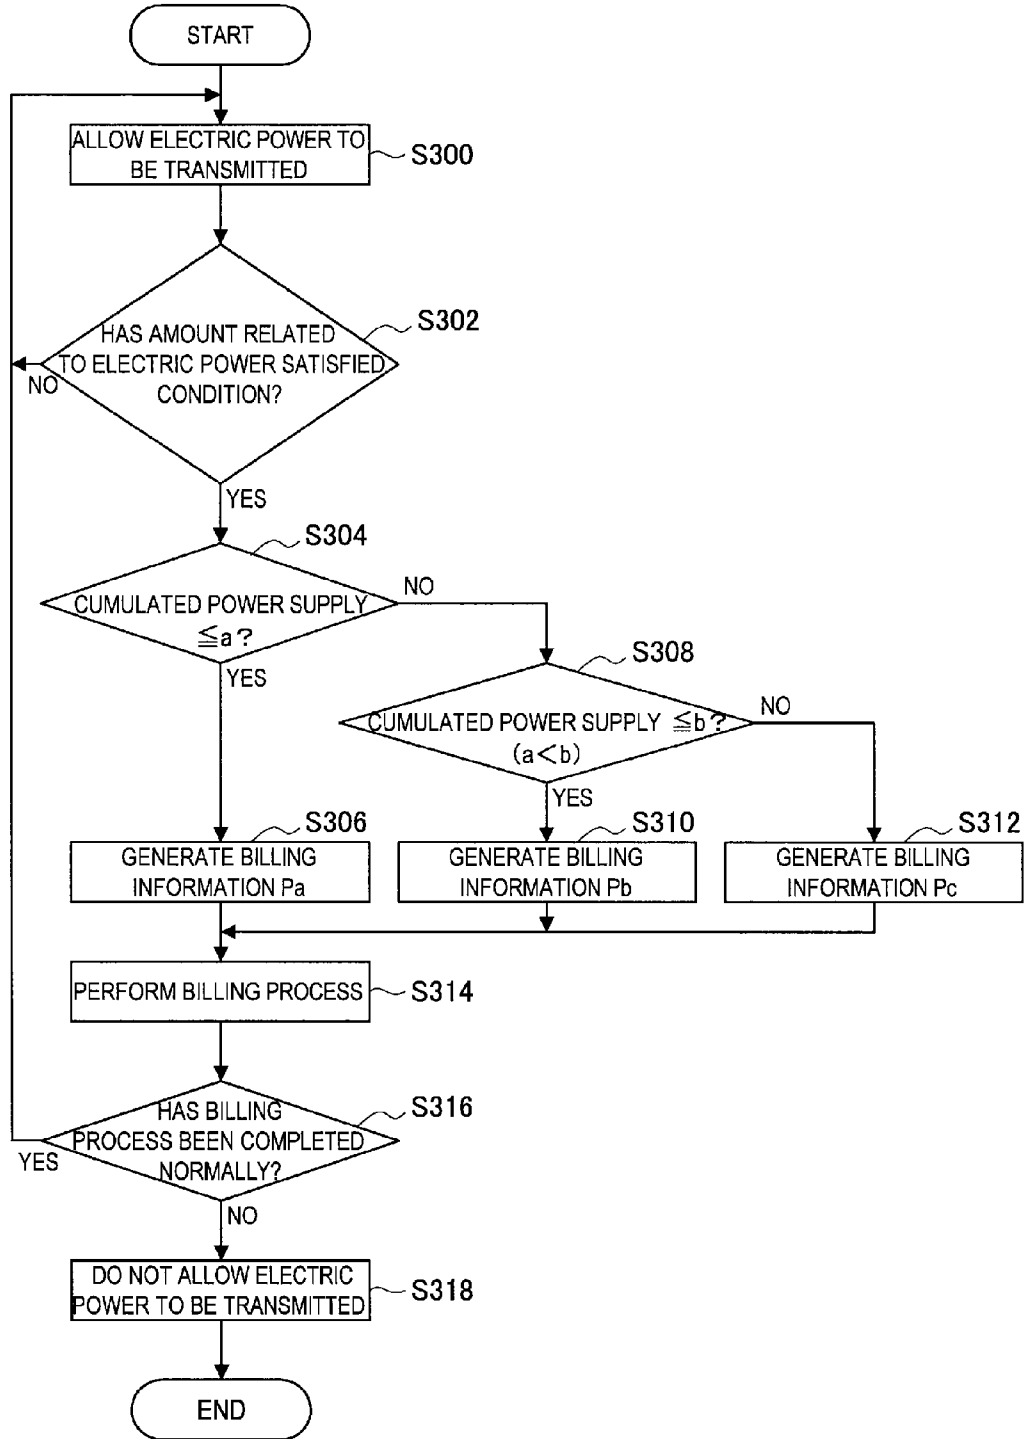 START
ALLOW ELECTRIC POWER TO
BE TRANSMITTED
S300
HAS AMOUNT RELATED
TO ELECTRIC POWER SATISFIED
CONDITION?
S302
NO
YES
S304
CUMULATED POWER SUPPLY
≦a?
NO
YES
S308
CUMULATED POWER SUPPLY ≦b?
(a<b)
NO
YES
S306
GENERATE BILLING
INFORMATION Pa
S310
GENERATE BILLING
INFORMATION Pb
S312
GENERATE BILLING
INFORMATION Pc
PERFORM BILLING PROCESS
S314
HAS BILLING
PROCESS BEEN COMPLETED
NORMALLY?
S316
YES
NO
DO NOT ALLOW ELECTRIC
POWER TO BE TRANSMITTED
S318
END